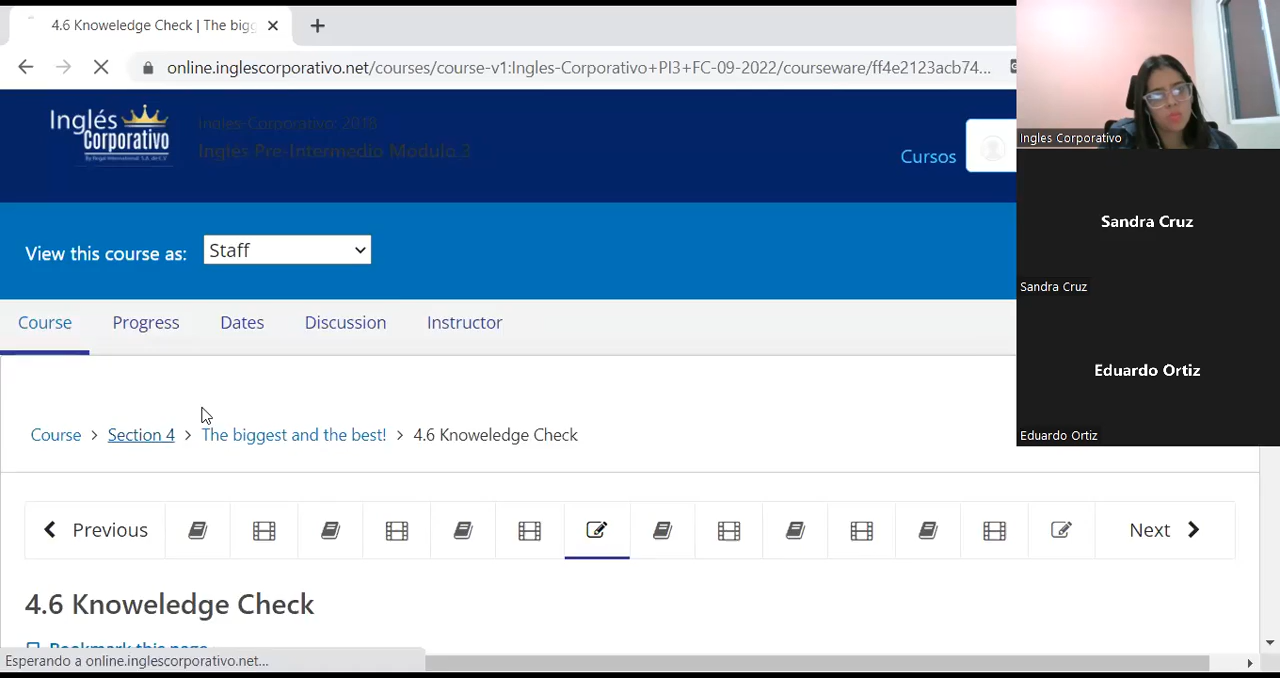 4.6 Knoweledge Check | The bigg
online.inglescorporativo.net/courses/course-v1:Ingles-Corporativo+PI3+FC-09-2022/courseware/ff4e2123acb74...
Inglés
Corporativo
Ingles-Corporativo: 2018
Ingles Pre-Intermedio Modulo 3
Cursos
View this course as:
Staff
Course
Progress
Dates
Discussion
Instructor
Course > Section 4 > The biggest and the best! > 4.6 Knoweledge Check
Previous
Next
4.6 Knoweledge Check
Bookmark this page
Esperando a online.inglescorporativo.net...
Ingles Corporativo
Sandra Cruz
Sandra Cruz
Eduardo Ortiz
Eduardo Ortiz